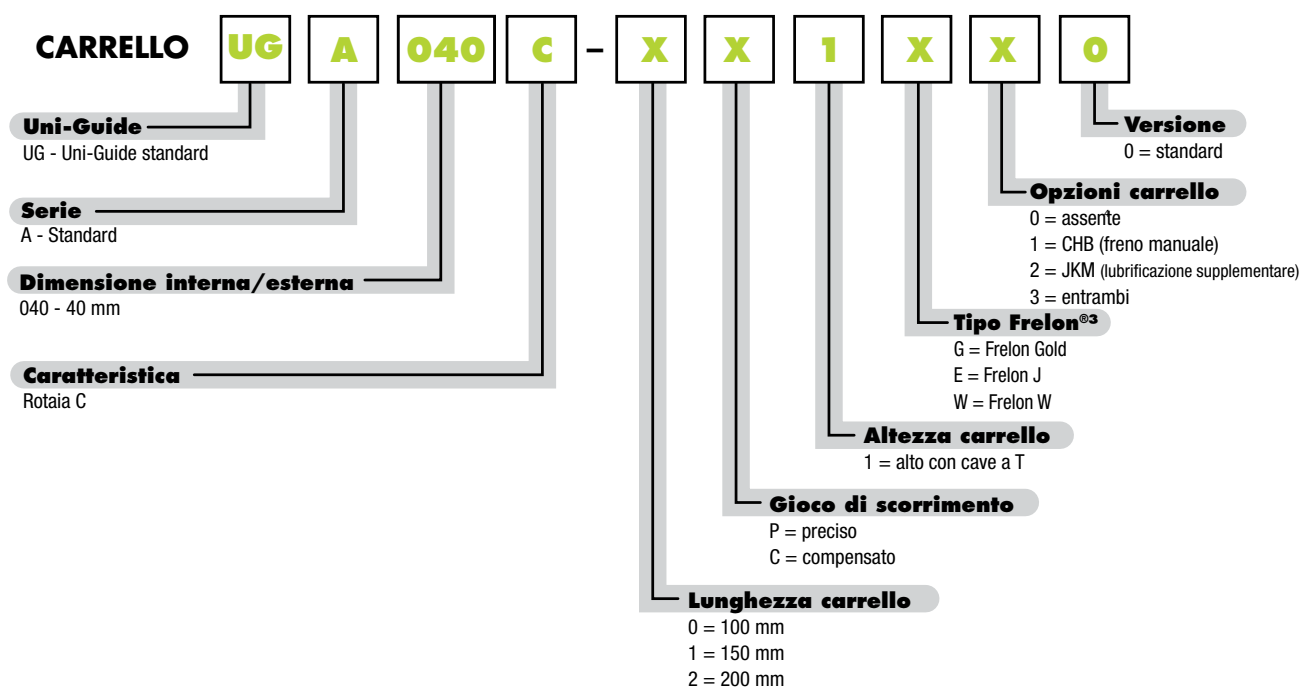 CARRELLO UG A 040 C – X X 1 X X 0
Uni-Guide
UG - Uni-Guide standard
Serie
A - Standard
Dimensione interna/esterna
040 - 40 mm
Caratteristica
Rotaia C
Versione
0 = standard
Opzioni carrello
0 = assente
1 = CHB (freno manuale)
2 = JKM (lubrificazione supplementare)
3 = entrambi
Tipo Frelon®³
G = Frelon Gold
E = Frelon J
W = Frelon W
Altezza carrello
1 = alto con cave a T
Gioco di scorrimento
P = preciso
C = compensato
Lunghezza carrello
0 = 100 mm
1 = 150 mm
2 = 200 mm